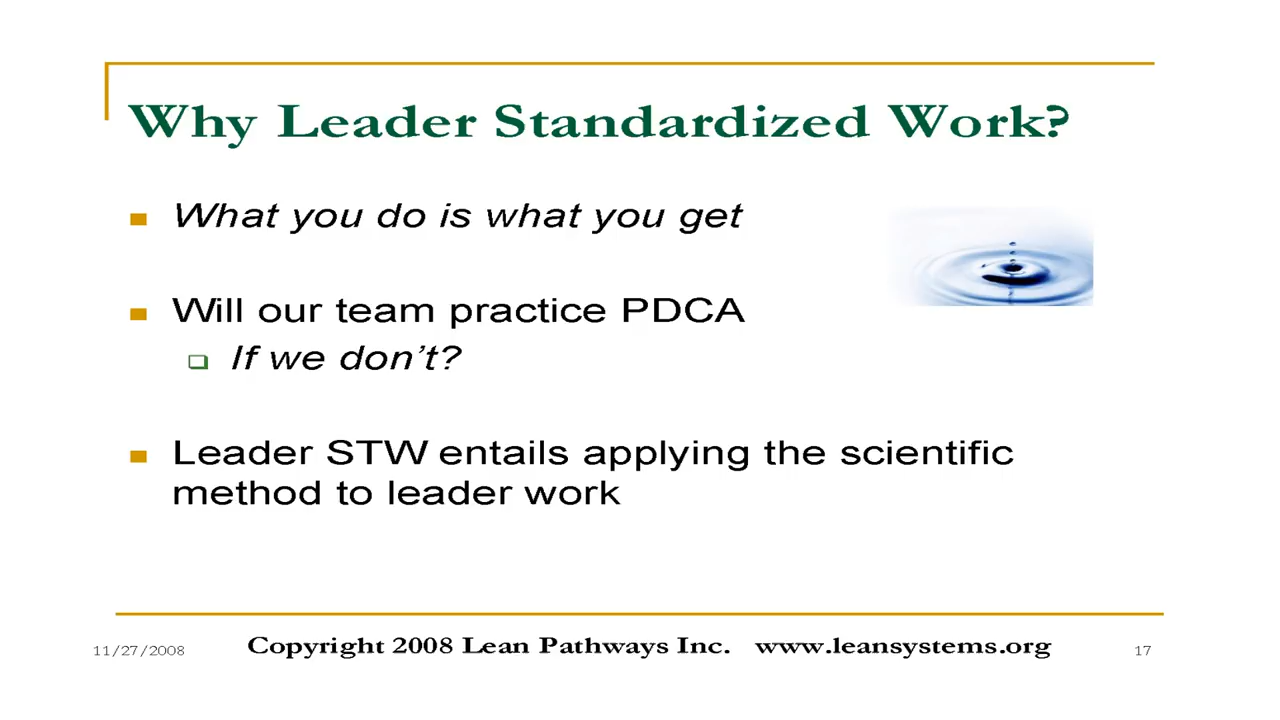 Why Leader Standardized Work?
What you do is what you get
Will our team practice PDCA
If we don't?
Leader STW entails applying the scientific
method to leader work
11/27/2008
Copyright 2008 Lean Pathways Inc. www.leansystems.org
17